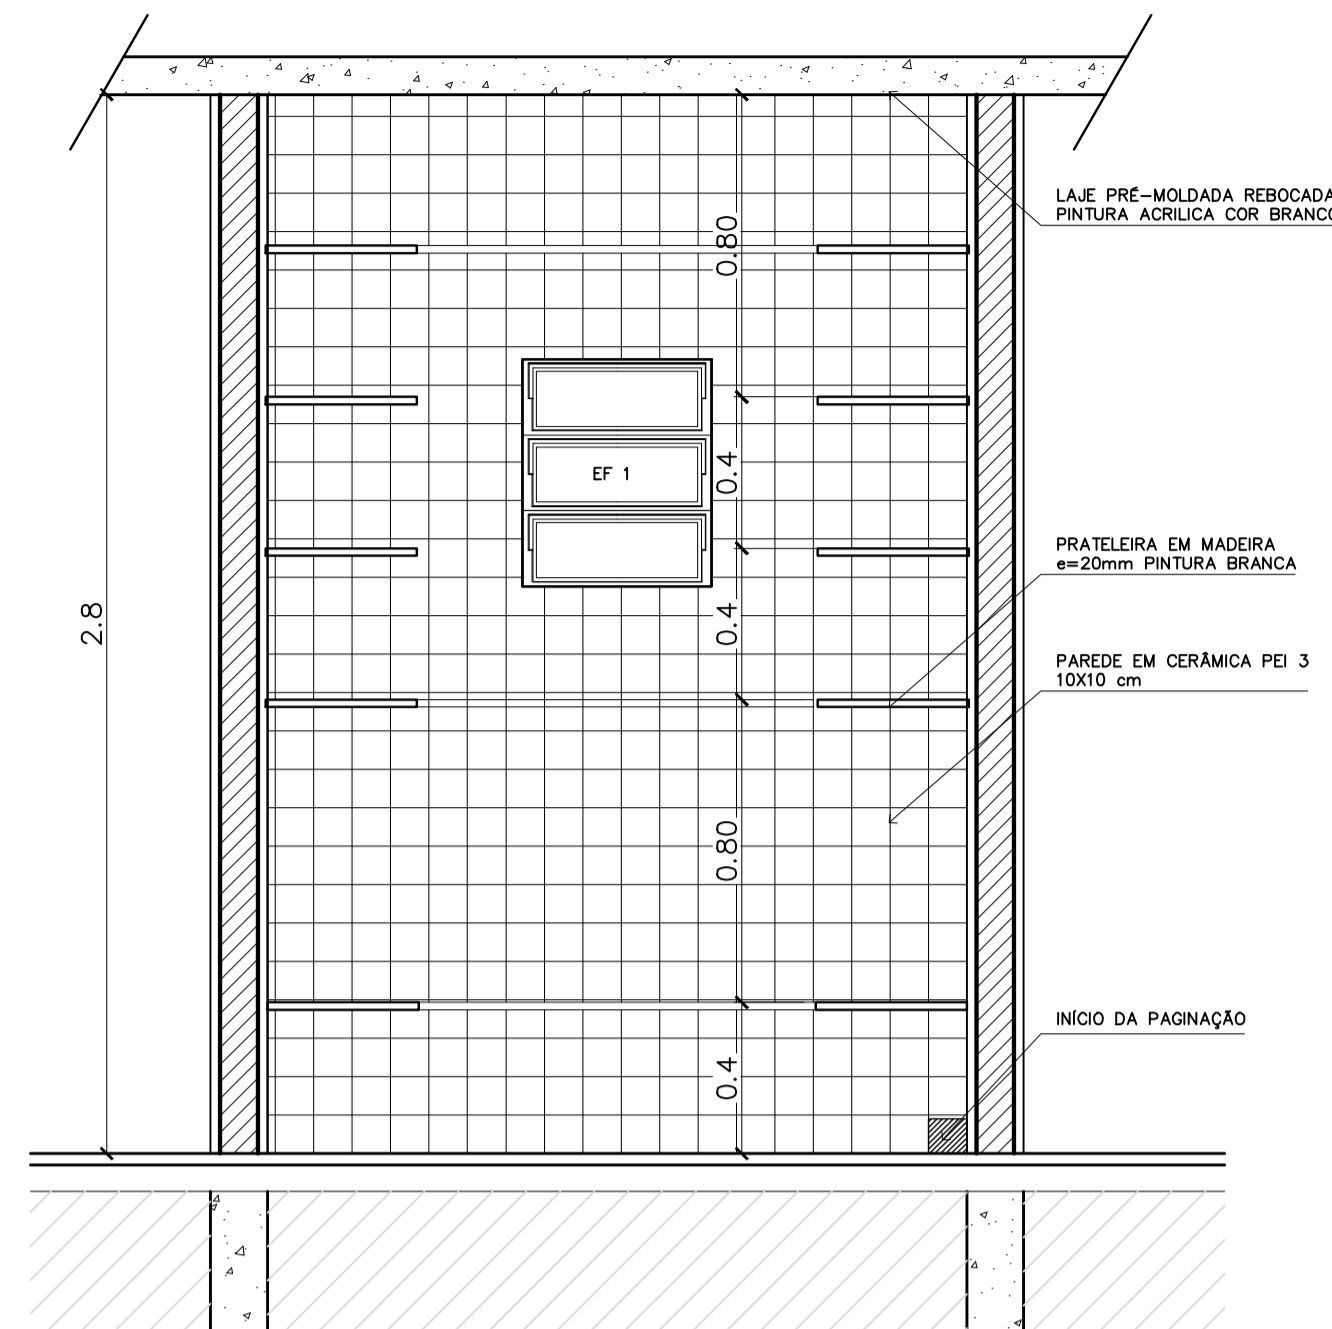 LAJE PRÉ-MOLDADA REBOCADA
PINTURA ACRILICA COR BRANCO
0.80
EF 1
0.4
PRATELEIRA EM MADEIRA
e=20mm PINTURA BRANCA
2.8
0.4
PAREDE EM CERÂMICA PEI 3
10X10 cm
0.80
INÍCIO DA PAGINAÇÃO
0.4